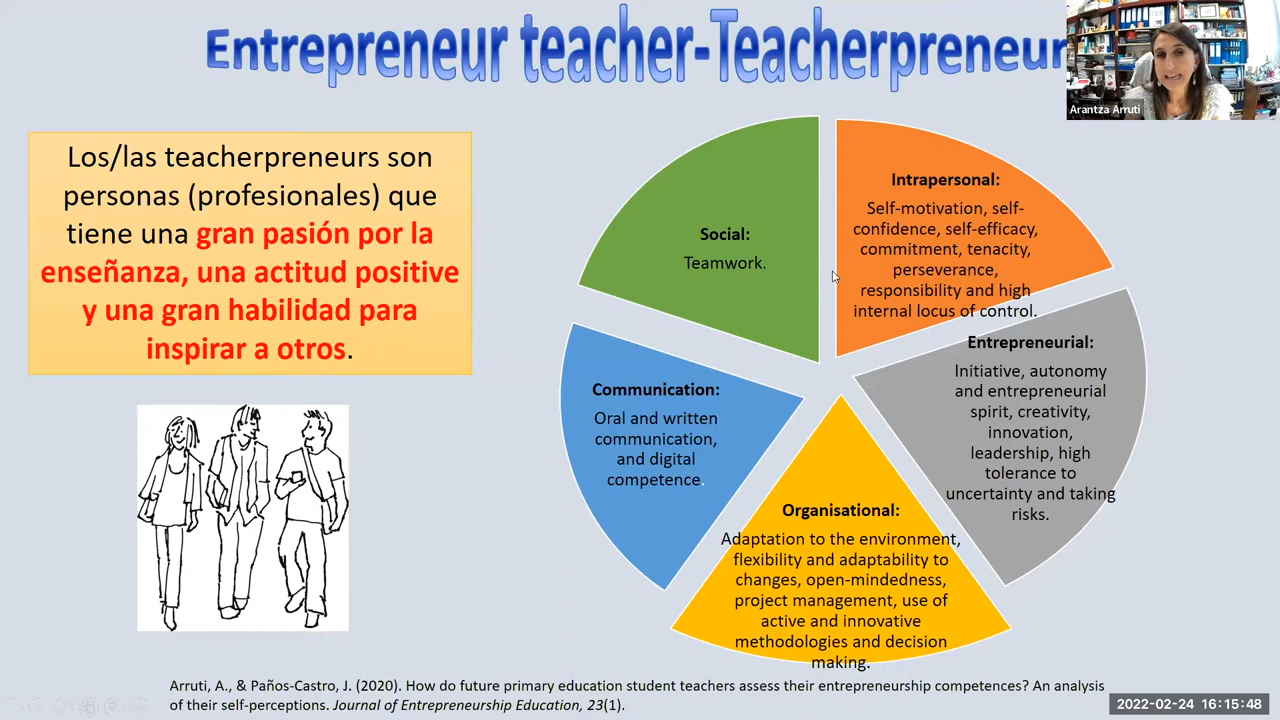 Entrepreneur teacher-Teacherpreneur
Arantza Arruti
Los/las teacherpreneurs son
personas (profesionales) que
tiene una gran pasión por la
enseñanza, una actitud positive
y una gran habilidad para
inspirar a otros.
Social:
Teamwork.
Intrapersonal:
Self-motivation, self-
confidence, self-efficacy,
commitment, tenacity,
perseverance,
responsibility and high
internal locus of control.
Entrepreneurial:
Initiative, autonomy
and entrepreneurial
spirit, creativity,
innovation,
leadership, high
tolerance to
uncertainty and taking
risks.
Communication:
Oral and written
communication,
and digital
competence.
Organisational:
Adaptation to the environment,
flexibility and adaptability to
changes, open-mindedness,
project management, use of
active and innovative
methodologies and decision
making.
Arruti, A., & Paños-Castro, J. (2020). How do future primary education student teachers assess their entrepreneurship competences? An analysis
of their self-perceptions. Journal of Entrepreneurship Education, 23(1).
2022-02-24 16:15:48